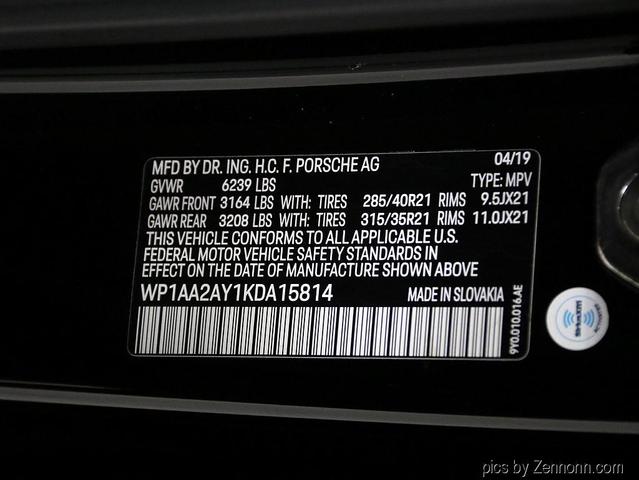 MFD BY DR. ING. H.C. F. PORSCHE AG 04/19
GVWR 6239 LBS TYPE: MPV
GAWR FRONT 3164 LBS WITH: TIRES 285/40R21 RIMS 9.5JX21
GAWR REAR 3208 LBS WITH: TIRES 315/35R21 RIMS 11.0JX21
THIS VEHICLE CONFORMS TO ALL APPLICABLE U.S.
FEDERAL MOTOR VEHICLE SAFETY STANDARDS IN
EFFECT ON THE DATE OF MANUFACTURE SHOWN ABOVE
WP1AA2AY1KDA15814 MADE IN SLOVAKIA
9Y0.010.016.AE
siriusxm
pics by Zennonn.com